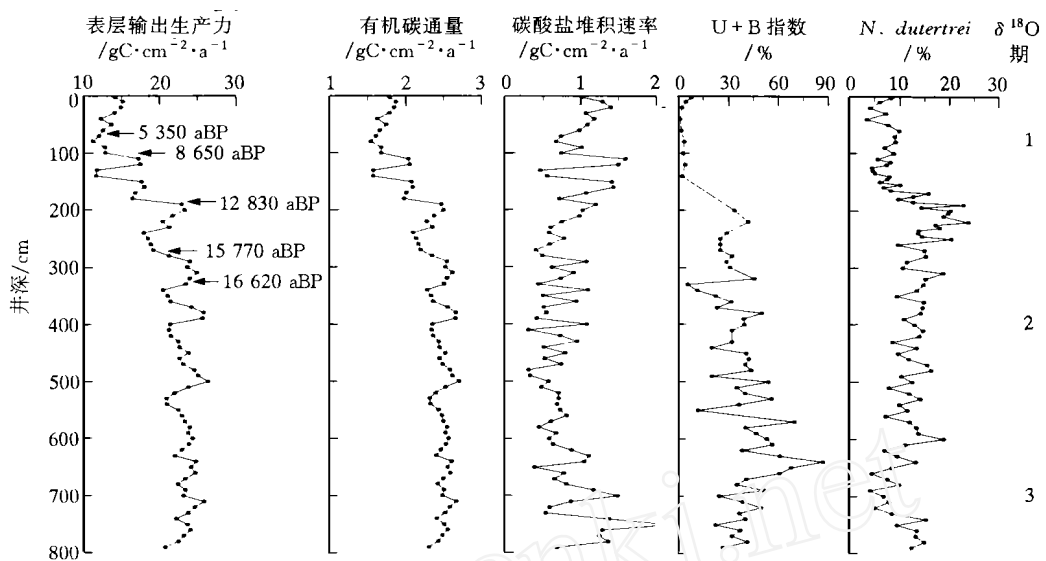 表层输出生产力 有机碳通量 碳酸盐堆积速率 U+B 指数 N. dutertrei δ ¹⁸O
/gC·cm⁻²·a⁻¹ /gC·cm⁻²·a⁻¹ /gC·cm⁻²·a⁻¹ /% /% 期
10 20 30 1 2 3 0 1 2 0 30 60 90 0 10 20 30
0
5 350 aBP
1
100
8 650 aBP
200
12 830 aBP
15 770 aBP
300
16 620 aBP
井深/cm
400
2
500
600
700
3
800